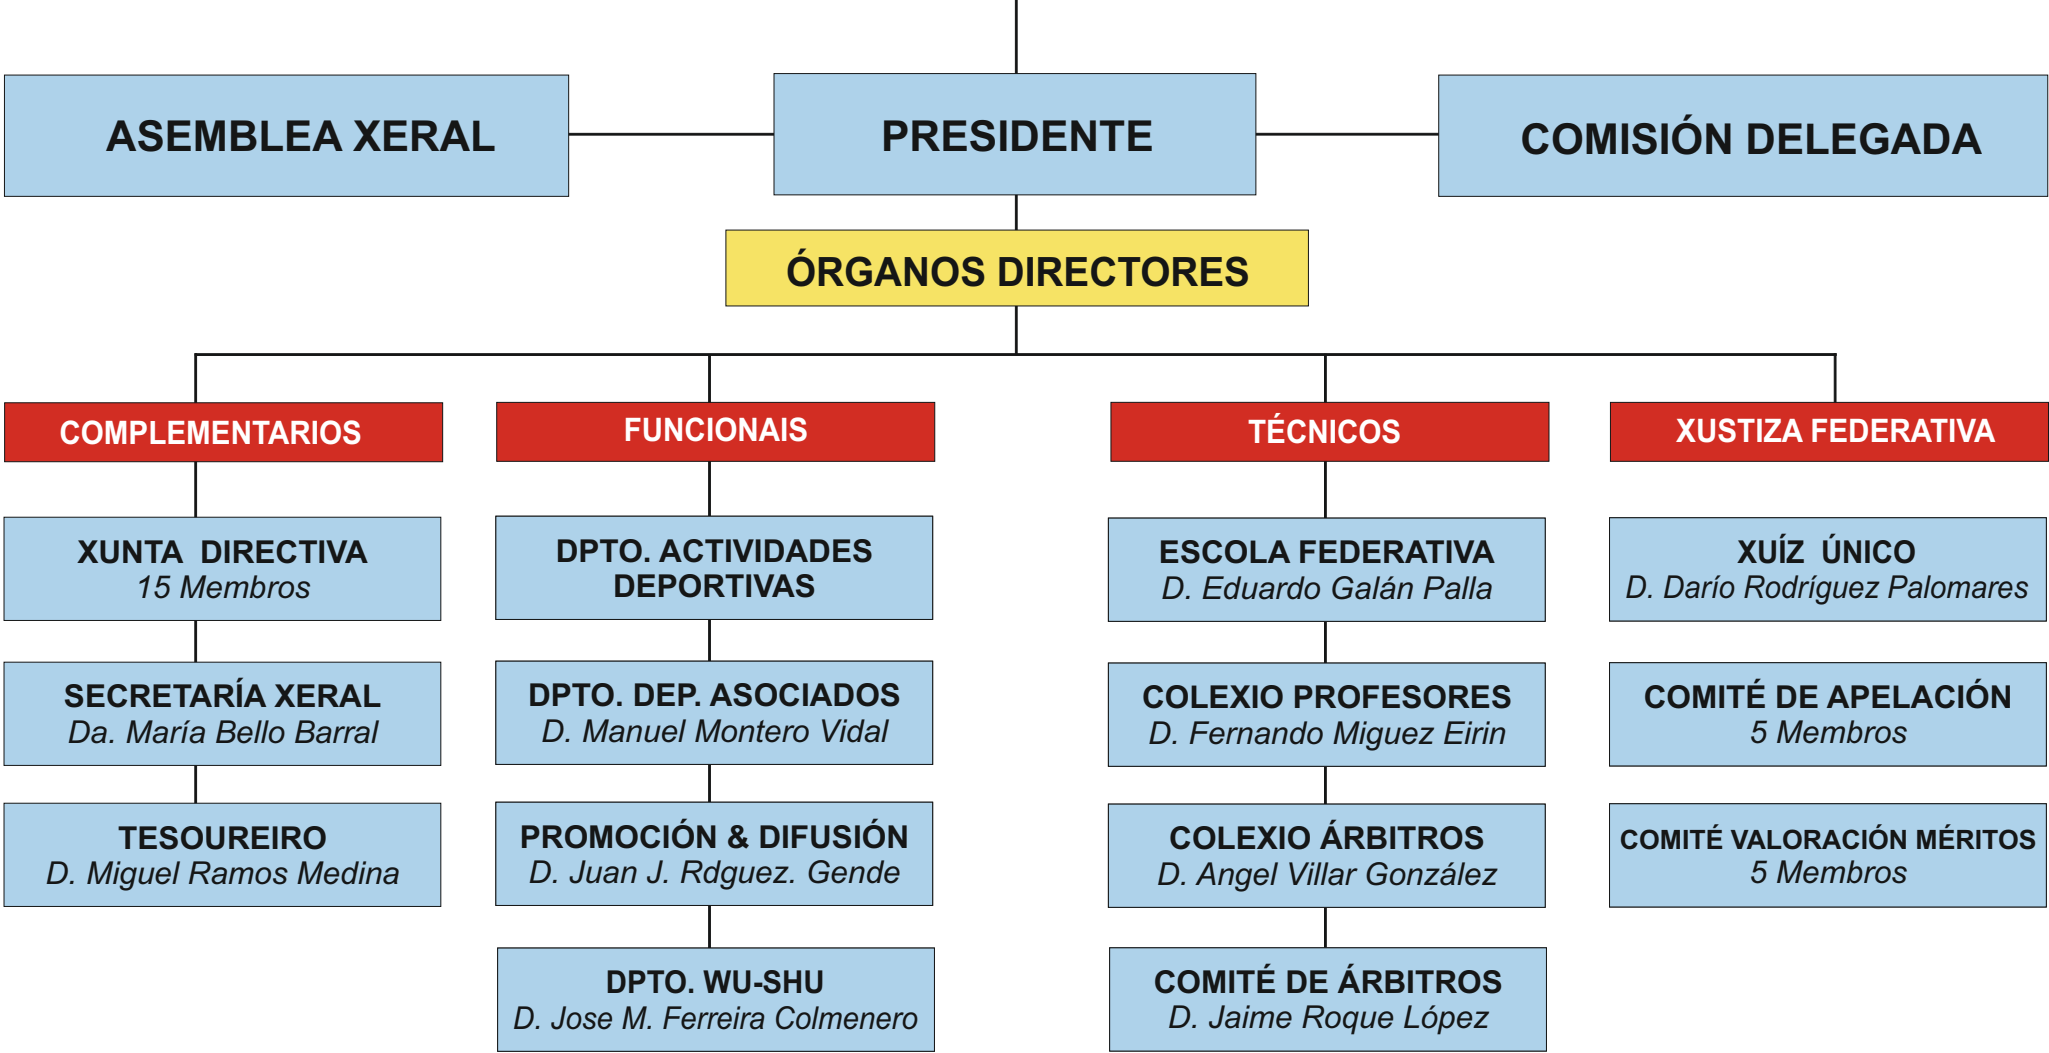 ASEMBLEA XERAL
PRESIDENTE
COMISIÓN DELEGADA
ÓRGANOS DIRECTORES
COMPLEMENTARIOS
XUNTA DIRECTIVA
15 Membros
SECRETARÍA XERAL
Da. María Bello Barral
TESOUREIRO
D. Miguel Ramos Medina
FUNCIONAIS
DPTO. ACTIVIDADES
DEPORTIVAS
DPTO. DEP. ASOCIADOS
D. Manuel Montero Vidal
PROMOCIÓN & DIFUSIÓN
D. Juan J. Rdguez. Gende
DPTO. WU-SHU
D. Jose M. Ferreira Colmenero
TÉCNICOS
ESCOLA FEDERATIVA
D. Eduardo Galán Palla
COLEXIO PROFESORES
D. Fernando Miguez Eirin
COLEXIO ÁRBITROS
D. Angel Villar González
COMITÉ DE ÁRBITROS
D. Jaime Roque López
XUSTIZA FEDERATIVA
XUÍZ ÚNICO
D. Darío Rodríguez Palomares
COMITÉ DE APELACIÓN
5 Membros
COMITÉ VALORACIÓN MÉRITOS
5 Membros